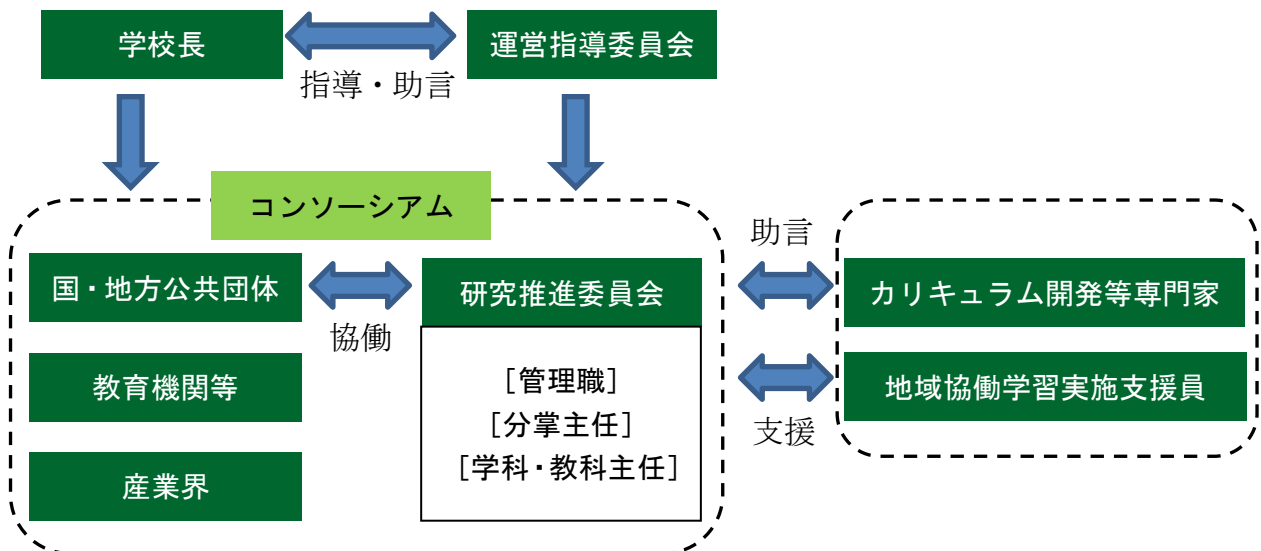 学校長
運営指導委員会
指導・助言
コンソーシアム
国・地方公共団体
協働
教育機関等
産業界
研究推進委員会
[管理職]
[分掌主任]
[学科・教科主任]
助言
カリキュラム開発等専門家
支援
地域協働学習実施支援員